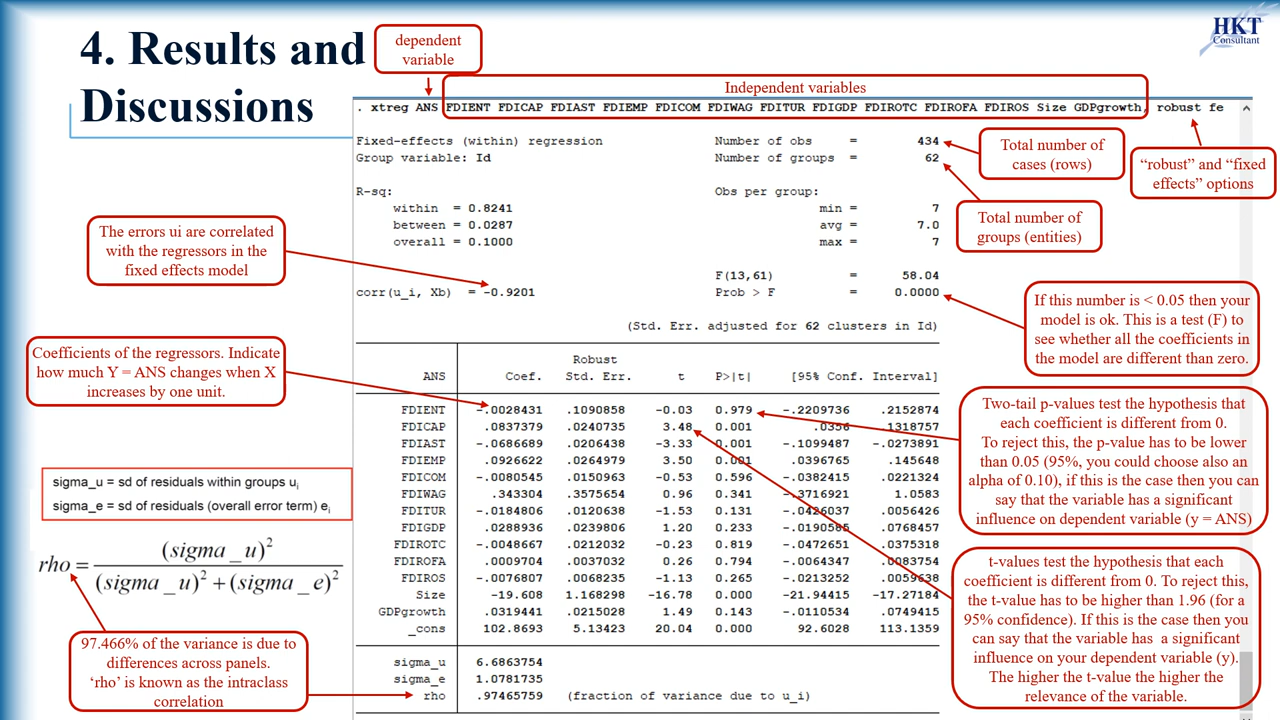 4. Results and
Discussions
HKT
Consultant
dependent
variable
Independent variables
. xtreg ANS FDIENT FDICAP FDIAST FDIEMP FDICOM FDIWAG FDITUR FDIGDP FDIROTC FDIROFA FDIROS Size GDPgrowth, robust fe
Fixed-effects (within) regression Number of obs = 434
Group variable: Id Number of groups = 62
R-sq: Obs per group:
within = 0.8241 min = 7
between = 0.0287 avg = 7.0
overall = 0.1000 max = 7
F(13,61) = 58.04
corr(u_i, Xb) = -0.9201 Prob > F = 0.0000
(Std. Err. adjusted for 62 clusters in Id)
Robust
ANS Coef. Std. Err. t P>|t| [95% Conf. Interval]
FDIENT -.0028431 .1090858 -0.03 0.979 -.2209736 .2152874
FDICAP .0837379 .0240735 3.48 0.001 .0356 .1318757
FDIAST -.0686689 .0206438 -3.33 0.001 -.1099487 -.0273891
FDIEMP .0926622 .0264979 3.50 0.001 .0396765 .145648
FDICOM -.0080545 .0150963 -0.53 0.596 -.0382415 .0221324
FDIWAG .343304 .3575654 0.96 0.341 -.3716921 1.0583
FDITUR -.0184806 .0120638 -1.53 0.131 -.0426037 .0056426
FDIGDP .0288936 .0239806 1.20 0.233 -.0190585 .0768457
FDIROTC -.0048667 .0212032 -0.23 0.819 -.0472651 .0375318
FDIROFA .0009704 .0037032 0.26 0.794 -.0064347 .0083754
FDIROS -.0076807 .0068235 -1.13 0.265 -.0213252 .0059638
Size -19.608 1.168298 -16.78 0.000 -21.94415 -17.27184
GDPgrowth .0319441 .0215028 1.49 0.143 -.0110534 .0749415
_cons 102.8693 5.13423 20.04 0.000 92.6028 113.1359
sigma_u 6.6863754
sigma_e 1.0781735
rho .97465759 (fraction of variance due to u_i)
Total number of
cases (rows)
“robust” and “fixed
effects” options
Total number of
groups (entities)
The errors ui are correlated
with the regressors in the
fixed effects model
If this number is < 0.05 then your
model is ok. This is a test (F) to
see whether all the coefficients in
the model are different than zero.
Coefficients of the regressors. Indicate
how much Y = ANS changes when X
increases by one unit.
Two-tail p-values test the hypothesis that
each coefficient is different from 0.
To reject this, the p-value has to be lower
than 0.05 (95%, you could choose also an
alpha of 0.10), if this is the case then you can
say that the variable has a significant
influence on dependent variable (y = ANS)
sigma_u = sd of residuals within groups ui
sigma_e = sd of residuals (overall error term) ei
rho = (sigma _u)² / (sigma _u)² + (sigma _e)²
t-values test the hypothesis that each
coefficient is different from 0. To reject this,
the t-value has to be higher than 1.96 (for a
95% confidence). If this is the case then you
can say that the variable has a significant
influence on your dependent variable (y).
The higher the t-value the higher the
relevance of the variable.
97.466% of the variance is due to
differences across panels.
‘rho’ is known as the intraclass
correlation